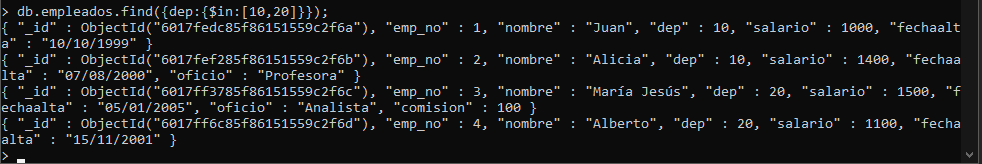 > db.empleados.find({dep:{$in:[10,20]}});
{ "_id" : ObjectId("6017fedc85f86151559c2f6a"), "emp_no" : 1, "nombre" : "Juan", "dep" : 10, "salario" : 1000, "fechaalt
a" : "10/10/1999" }
{ "_id" : ObjectId("6017fef285f86151559c2f6b"), "emp_no" : 2, "nombre" : "Alicia", "dep" : 10, "salario" : 1400, "fechaa
lta" : "07/08/2000", "oficio" : "Profesora" }
{ "_id" : ObjectId("6017ff3785f86151559c2f6c"), "emp_no" : 3, "nombre" : "María Jesús", "dep" : 20, "salario" : 1500, "f
echaalta" : "05/01/2005", "oficio" : "Analista", "comision" : 100 }
{ "_id" : ObjectId("6017ff6c85f86151559c2f6d"), "emp_no" : 4, "nombre" : "Alberto", "dep" : 20, "salario" : 1100, "fecha
alta" : "15/11/2001" }
>